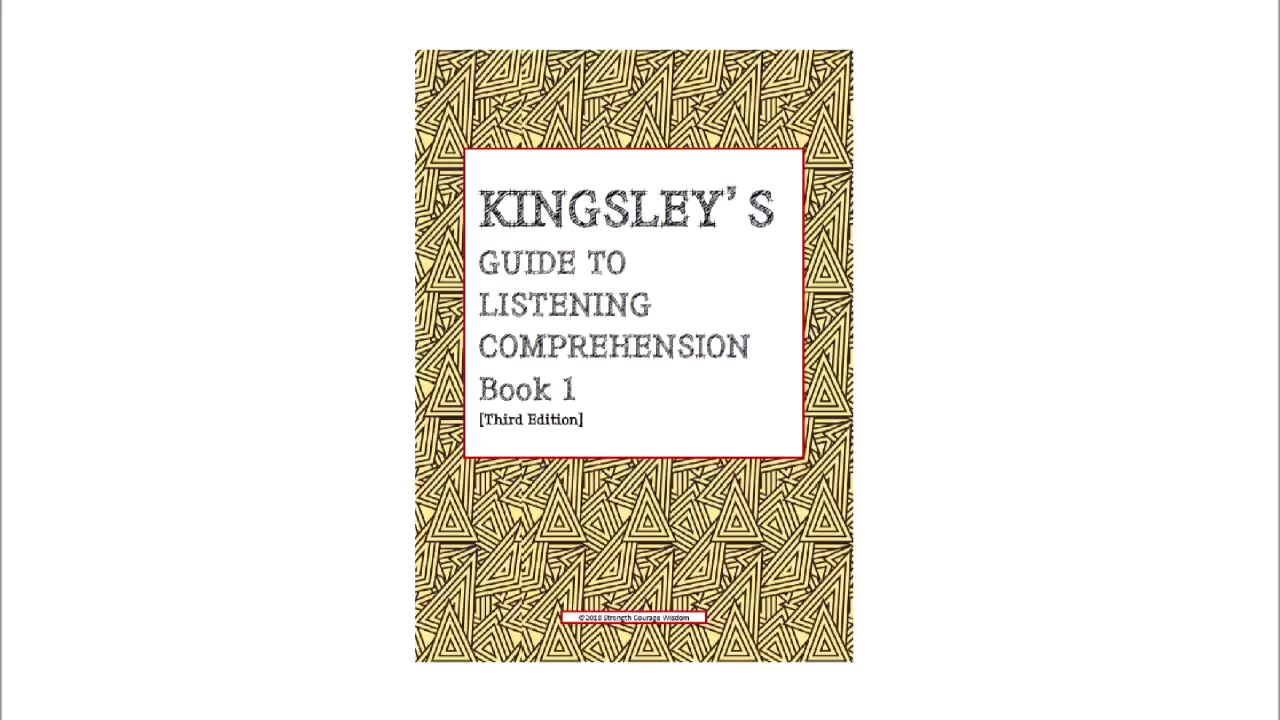 KINGSLEY'S
GUIDE TO
LISTENING
COMPREHENSION
Book 1
[Third Edition]
©2018 Strength Courage Wisdom